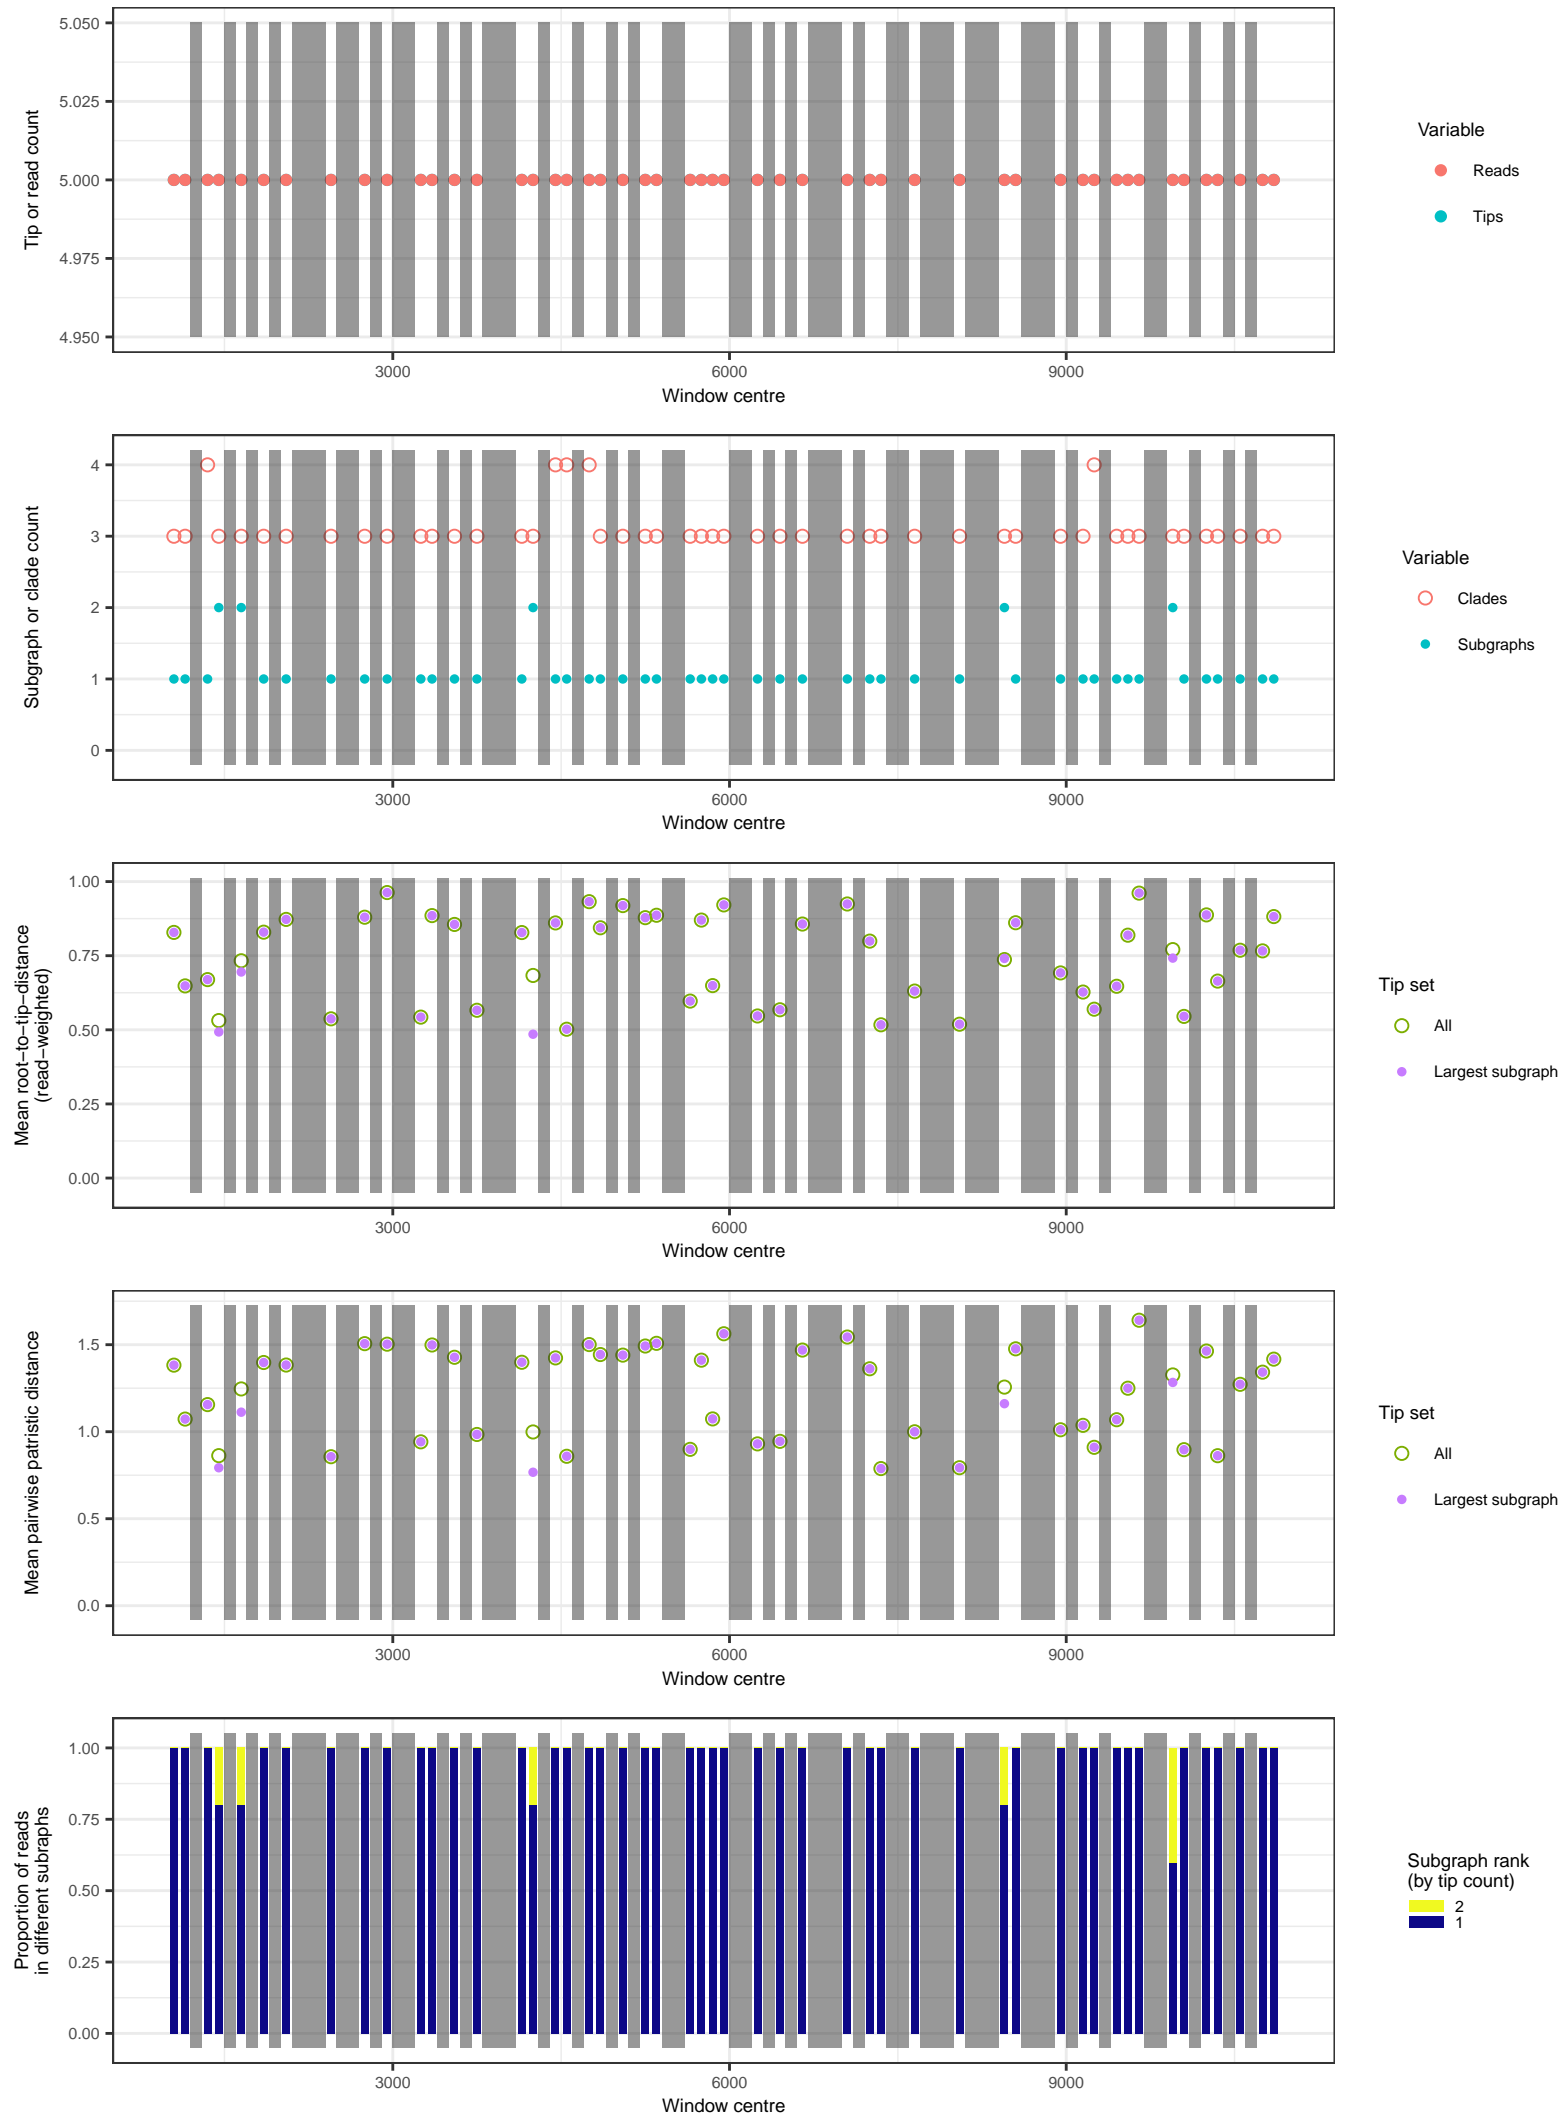 5.050
5.025
5.000
4.975
4.950
Tip or read count
3000 6000 9000
Window centre
Variable
Reads
Tips
4
3
2
1
0
Subgraph or clade count
3000 6000 9000
Window centre
Variable
Clades
Subgraphs
1.00
0.75
0.50
0.25
0.00
Mean root−to−tip−distance
(read−weighted)
3000 6000 9000
Window centre
Tip set
All
Largest subgraph
1.5
1.0
0.5
0.0
Mean pairwise patristic distance
3000 6000 9000
Window centre
Tip set
All
Largest subgraph
1.00
0.75
0.50
0.25
0.00
Proportion of reads
in different subraphs
3000 6000 9000
Window centre
Subgraph rank
(by tip count)
2
1